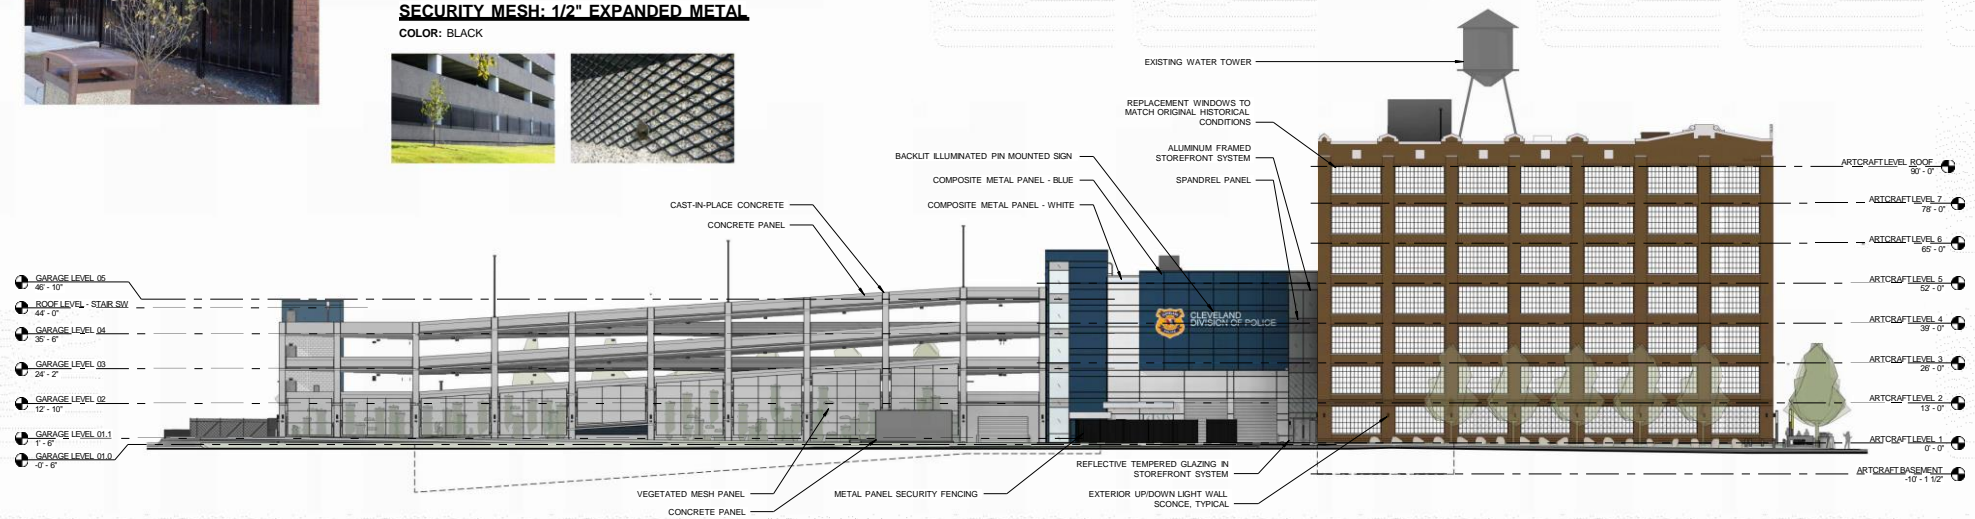 SECURITY MESH: 1/2" EXPANDED METAL
COLOR: BLACK
EXISTING WATER TOWER
REPLACEMENT WINDOWS TO
MATCH ORIGINAL HISTORICAL
CONDITIONS
ALUMINUM FRAMED
STOREFRONT SYSTEM
SPANDREL PANEL
BACKLIT ILLUMINATED PIN MOUNTED SIGN
COMPOSITE METAL PANEL - BLUE
COMPOSITE METAL PANEL - WHITE
CAST-IN-PLACE CONCRETE
CONCRETE PANEL
GARAGE LEVEL 05
46' - 10"
ROOF LEVEL - STAIR SW
44' - 0"
GARAGE LEVEL 04
35' - 6"
GARAGE LEVEL 03
24' - 2"
GARAGE LEVEL 02
12' - 10"
GARAGE LEVEL 01.1
1' - 6"
GARAGE LEVEL 01.0
-0' - 6"
CLEVELAND
DIVISION OF POLICE
ARTCRAFT LEVEL ROOF
90' - 0"
ARTCRAFT LEVEL 7
78' - 0"
ARTCRAFT LEVEL 6
65' - 0"
ARTCRAFT LEVEL 5
52' - 0"
ARTCRAFT LEVEL 4
39' - 0"
ARTCRAFT LEVEL 3
26' - 0"
ARTCRAFT LEVEL 2
13' - 0"
ARTCRAFT LEVEL 1
0' - 0"
ARTCRAFT BASEMENT
-10' - 1 1/2"
VEGETATED MESH PANEL
CONCRETE PANEL
METAL PANEL SECURITY FENCING
REFLECTIVE TEMPERED GLAZING IN
STOREFRONT SYSTEM
EXTERIOR UP/DOWN LIGHT WALL
SCONCE, TYPICAL